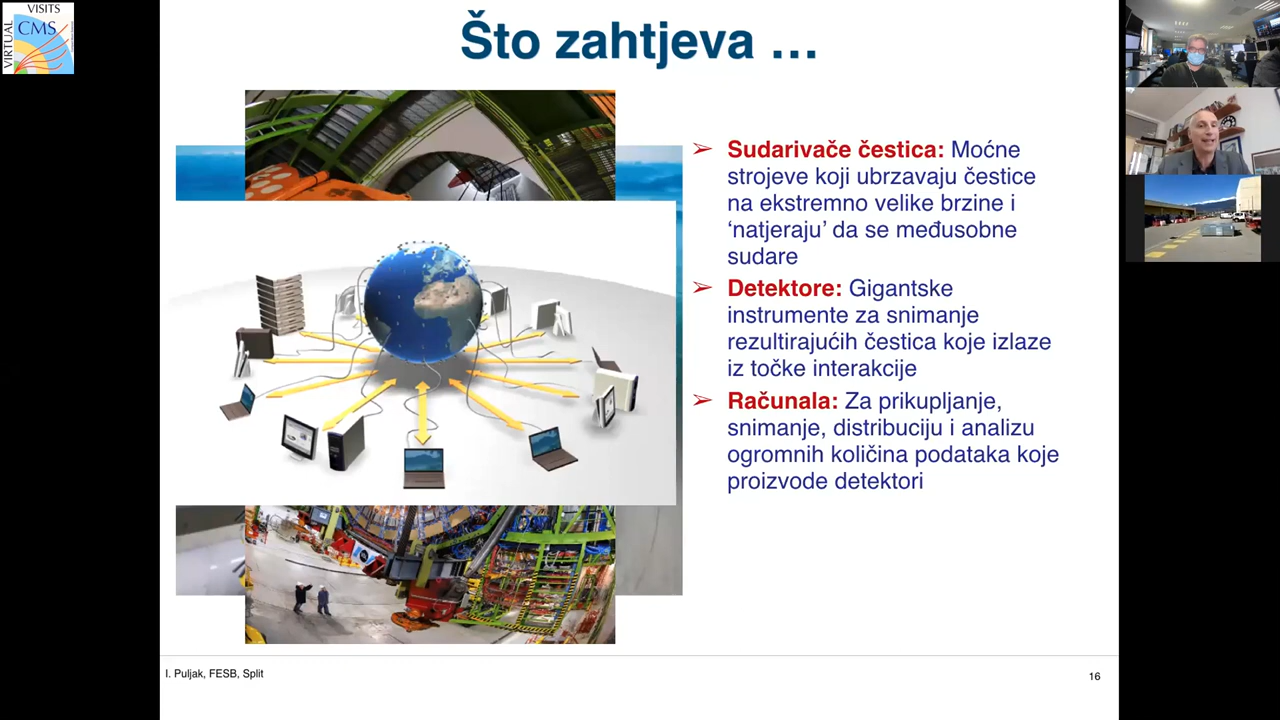 VISITS
CMS
VIRTUAL
Što zahtjeva …
➢ Sudarivače čestica: Moćne
strojeve koji ubrzavaju čestice
na ekstremno velike brzine i
‘natjeraju’ da se međusobne
sudare
➢ Detektore: Gigantske
instrumente za snimanje
rezultirajućih čestica koje izlaze
iz točke interakcije
➢ Računala: Za prikupljanje,
snimanje, distribuciju i analizu
ogromnih količina podataka koje
proizvode detektori
I. Puljak, FESB, Split
16